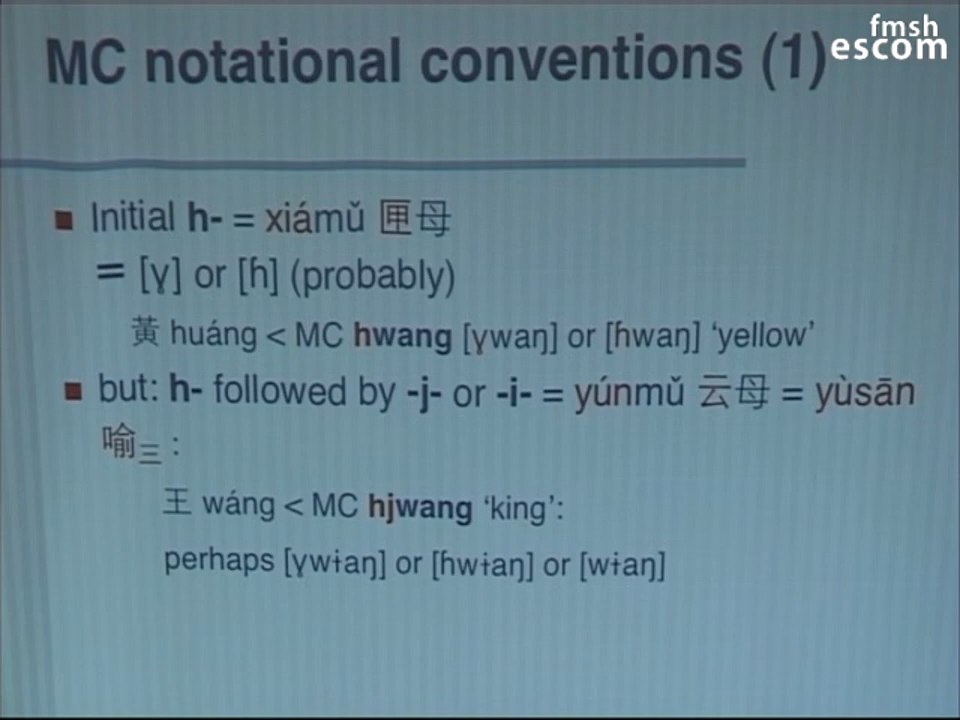 MC notational conventions (1)
fmsh
escom
Initial h- = xiámǔ 匣母
= [ɣ] or [ɦ] (probably)
黃 huáng < MC hwang [ɣwaŋ] or [ɦwaŋ] ‘yellow’
but: h- followed by -j- or -i- = yúnmǔ 云母 = yùsān
喻三 :
王 wáng < MC hjwang ‘king’:
perhaps [ɣwɨaŋ] or [ɦwɨaŋ] or [wɨaŋ]